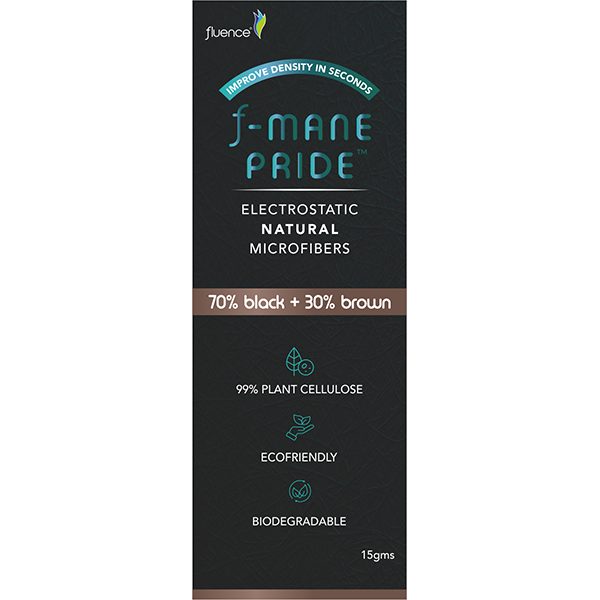 fluence®
IMPROVE DENSITY IN SECONDS
f-MANE
PRIDE™
ELECTROSTATIC
NATURAL
MICROFIBERS
70% black + 30% brown
99% PLANT CELLULOSE
ECOFRIENDLY
BIODEGRADABLE
15gms